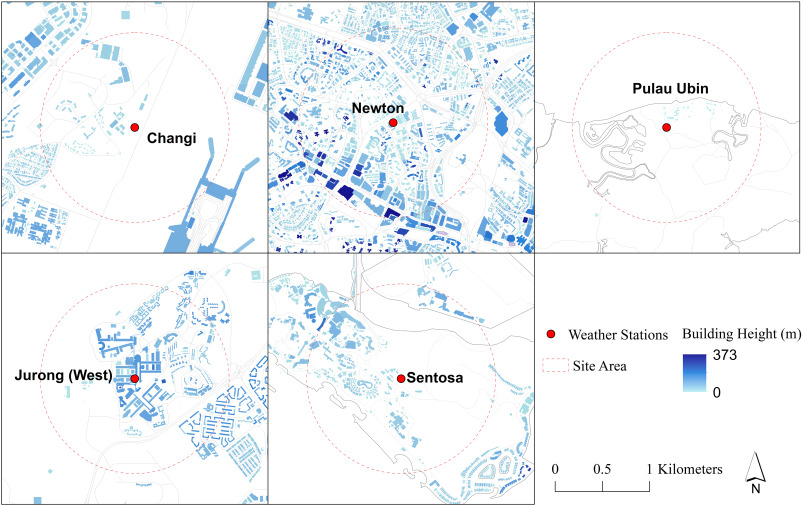 Changi
Newton
Pulau Ubin
Jurong (West)
Sentosa
Weather Stations
Site Area
Building Height (m)
373
0
0 0.5 1 Kilometers
N